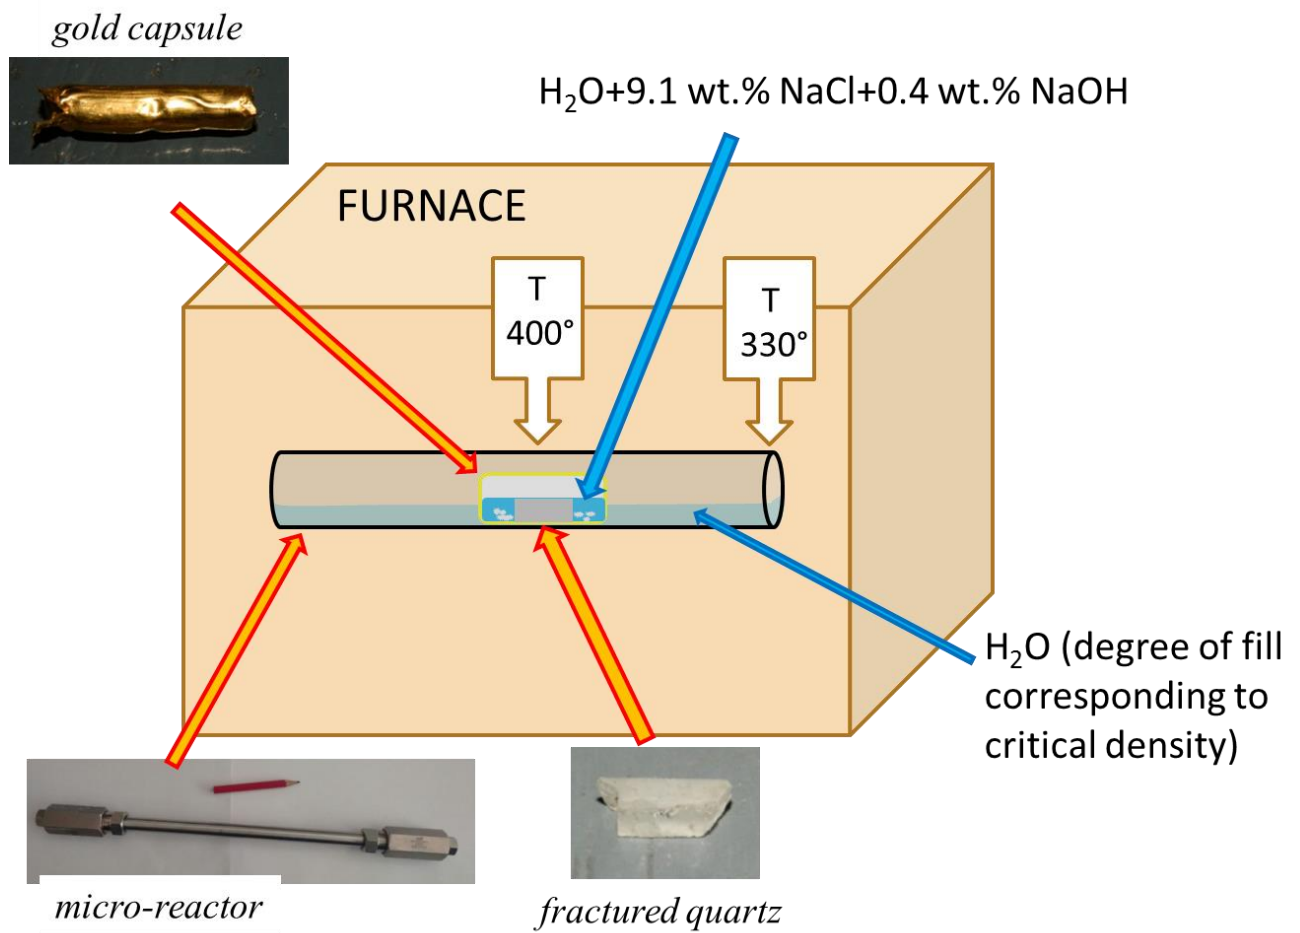 gold capsule
H₂O+9.1 wt.% NaCl+0.4 wt.% NaOH
FURNACE
T
400°
T
330°
H₂O (degree of fill
corresponding to
critical density)
micro-reactor
fractured quartz